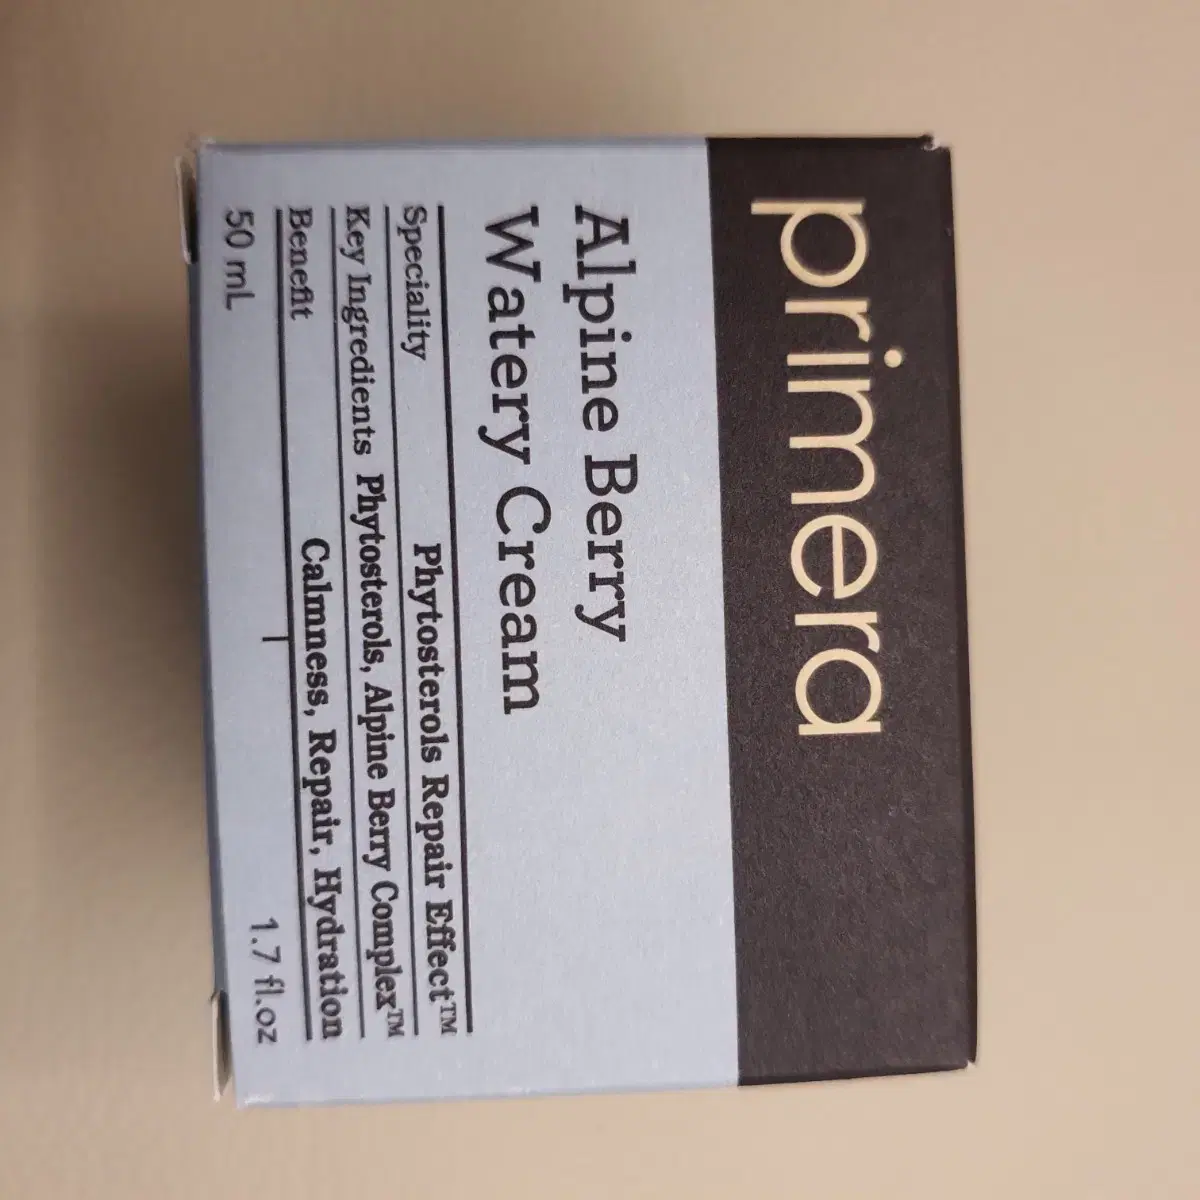 primera
Alpine Berry
Watery Cream
Speciality Phytosterols Repair Effect™
Key Ingredients Phytosterols, Alpine Berry Complex™
Benefit Calmness, Repair, Hydration
50 mL 1.7 fl.oz